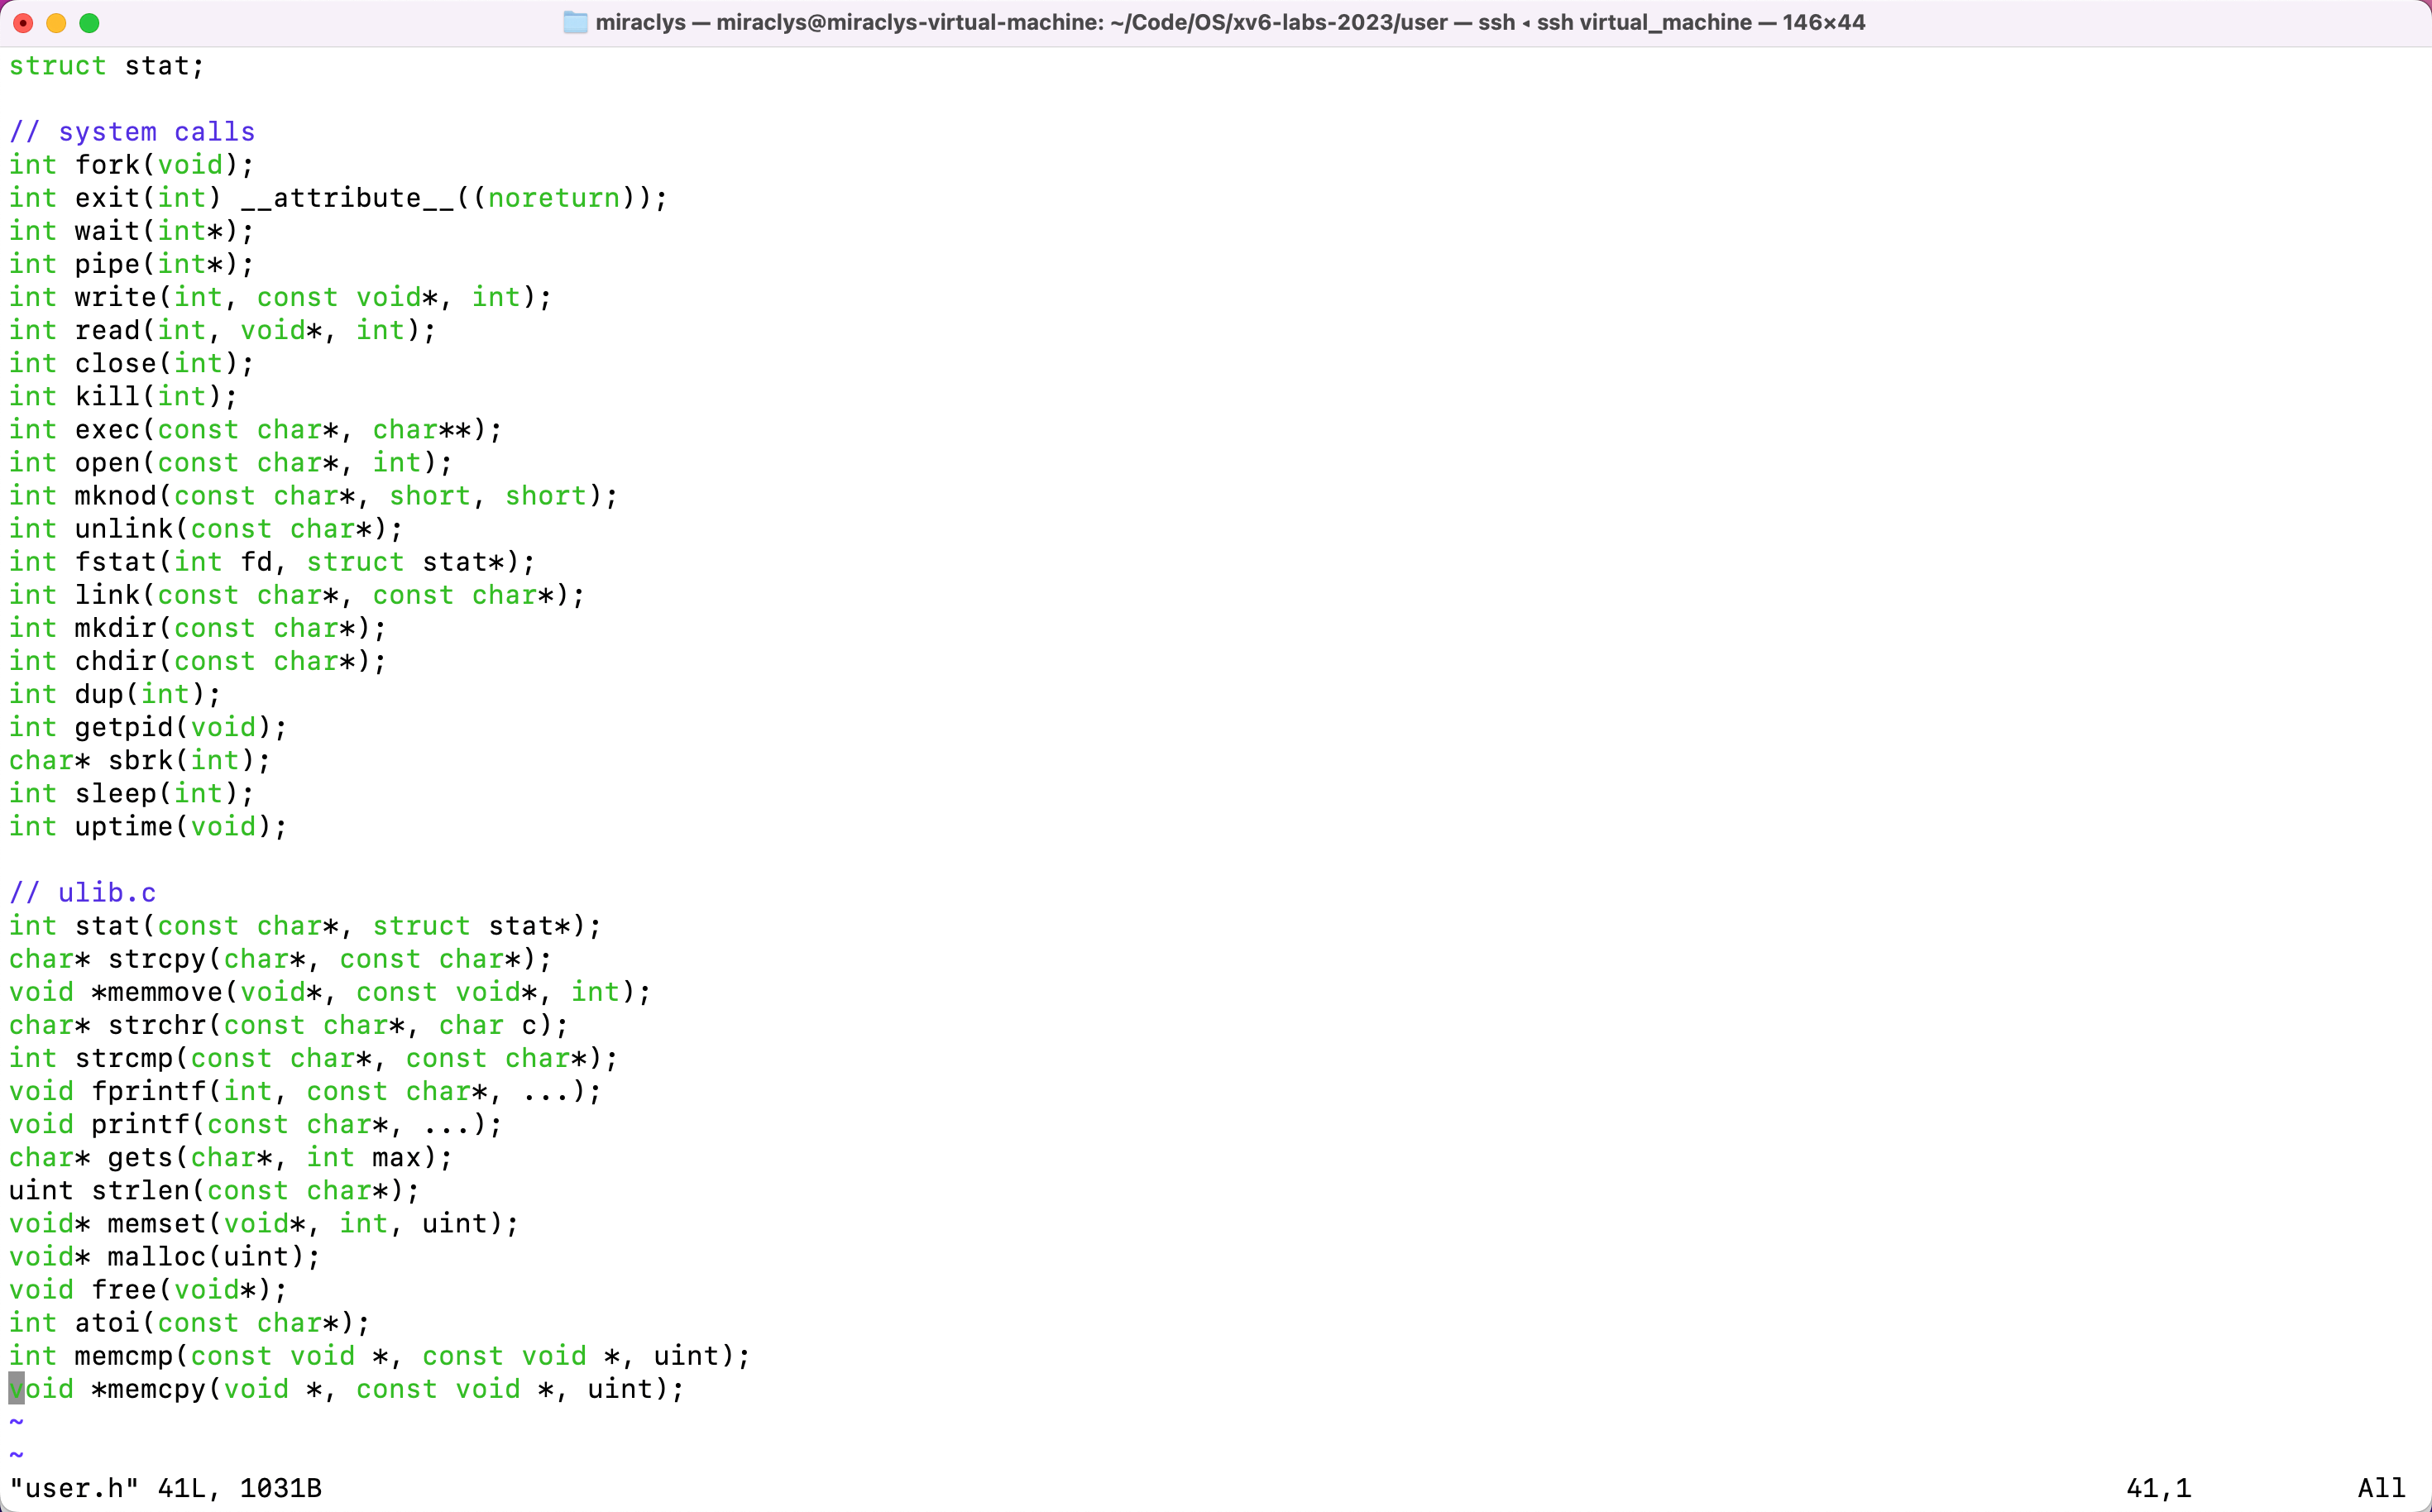 miraclys — miraclys@miraclys-virtual-machine: ~/Code/OS/xv6-labs-2023/user — ssh ◂ ssh virtual_machine — 146×44
struct stat;

// system calls
int fork(void);
int exit(int) __attribute__((noreturn));
int wait(int*);
int pipe(int*);
int write(int, const void*, int);
int read(int, void*, int);
int close(int);
int kill(int);
int exec(const char*, char**);
int open(const char*, int);
int mknod(const char*, short, short);
int unlink(const char*);
int fstat(int fd, struct stat*);
int link(const char*, const char*);
int mkdir(const char*);
int chdir(const char*);
int dup(int);
int getpid(void);
char* sbrk(int);
int sleep(int);
int uptime(void);

// ulib.c
int stat(const char*, struct stat*);
char* strcpy(char*, const char*);
void *memmove(void*, const void*, int);
char* strchr(const char*, char c);
int strcmp(const char*, const char*);
void fprintf(int, const char*, ...);
void printf(const char*, ...);
char* gets(char*, int max);
uint strlen(const char*);
void* memset(void*, int, uint);
void* malloc(uint);
void free(void*);
int atoi(const char*);
int memcmp(const void *, const void *, uint);
void *memcpy(void *, const void *, uint);
~
~
"user.h" 41L, 1031B 41,1 All